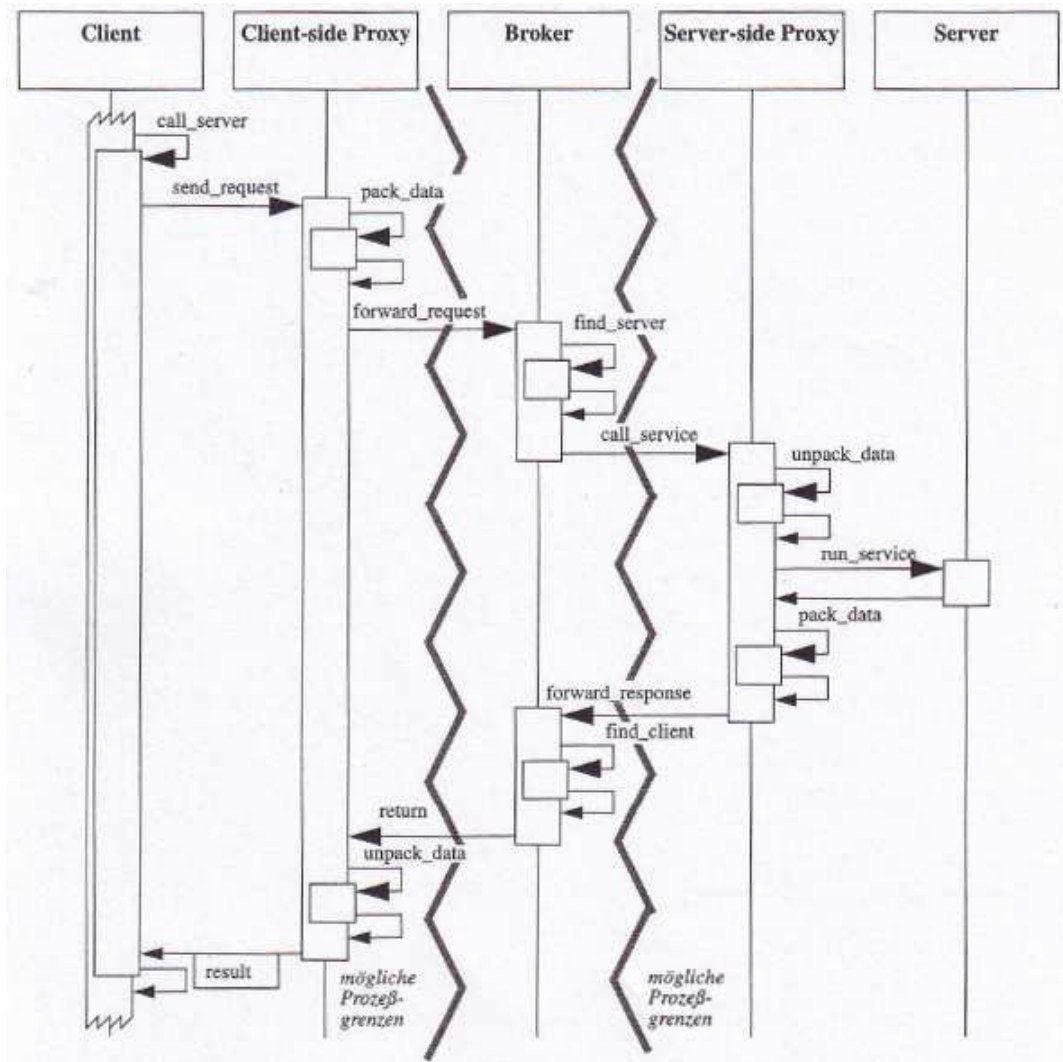 Client
Client-side Proxy
Broker
Server-side Proxy
Server
call_server
send_request
pack_data
forward_request
find_server
call_service
unpack_data
run_service
pack_data
forward_response
find_client
return
unpack_data
result
mögliche
Prozeß-
grenzen
mögliche
Prozeß-
grenzen